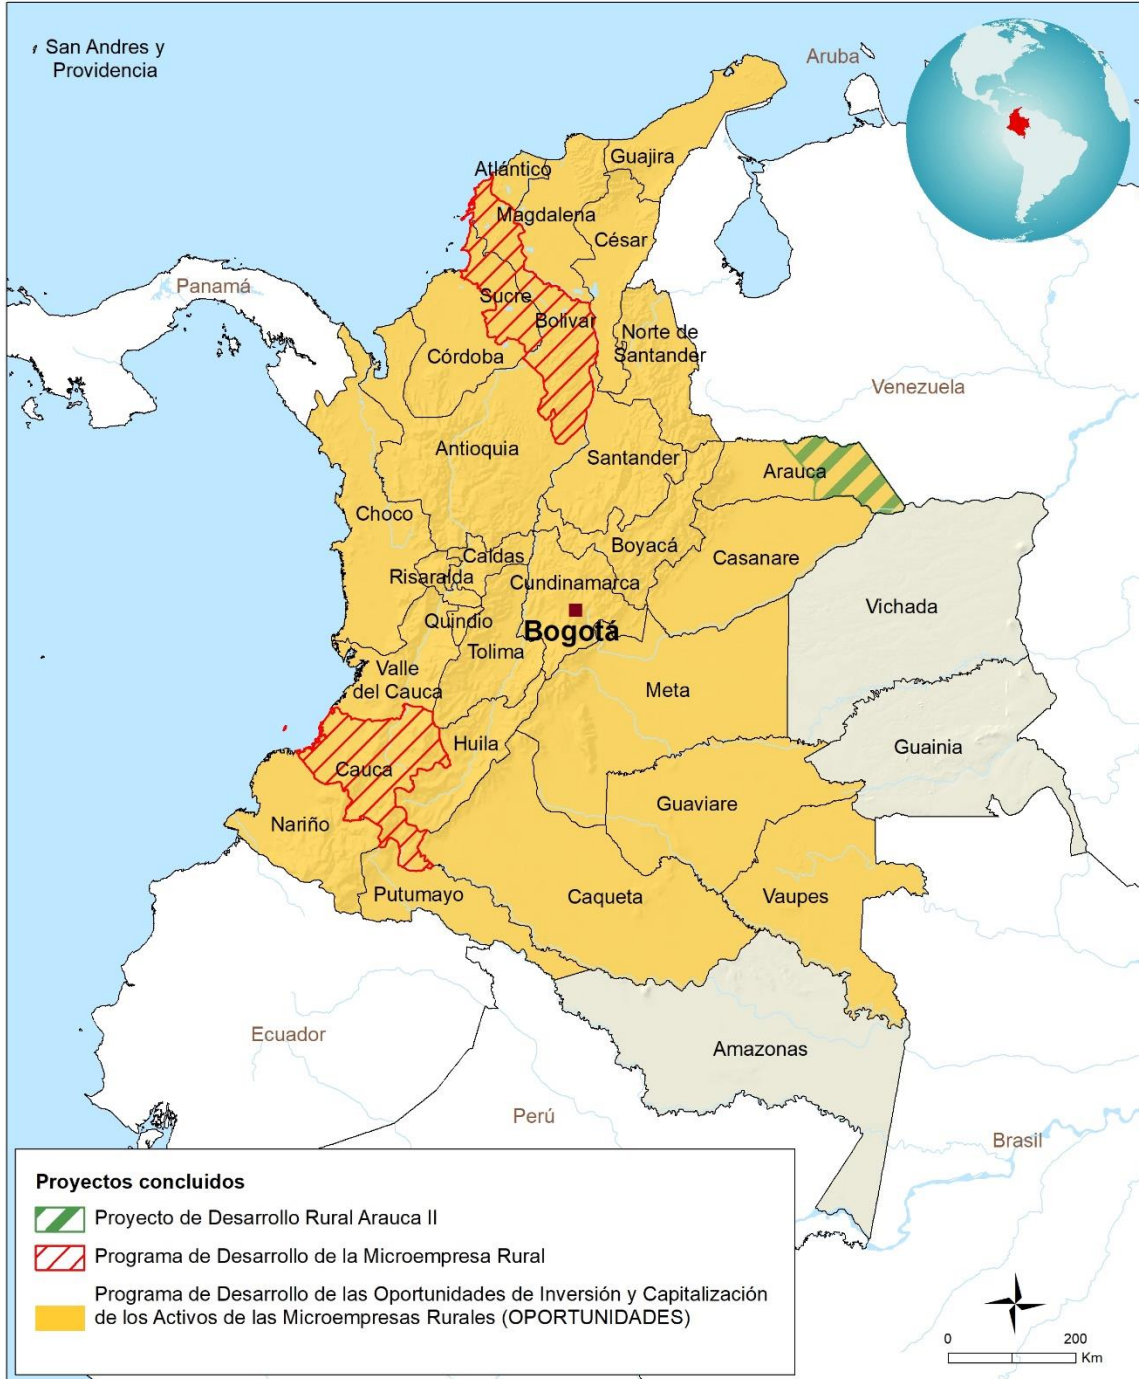 San Andres y
Providencia
Aruba
Guajira
Atlántico
Magdalena
César
Panamá
Sucre
Bolivar
Norte de
Santander
Córdoba
Venezuela
Antioquia
Santander
Arauca
Choco
Boyacá
Caldas
Casanare
Risaralda
Cundinamarca
Vichada
Quindio
Bogotá
Tolima
Valle
del Cauca
Meta
Huila
Guainia
Cauca
Guaviare
Nariño
Putumayo
Caqueta
Vaupes
Ecuador
Amazonas
Perú
Brasil
Proyectos concluidos
Proyecto de Desarrollo Rural Arauca II
Programa de Desarrollo de la Microempresa Rural
Programa de Desarrollo de las Oportunidades de Inversión y Capitalización
de los Activos de las Microempresas Rurales (OPORTUNIDADES)
0 200
Km